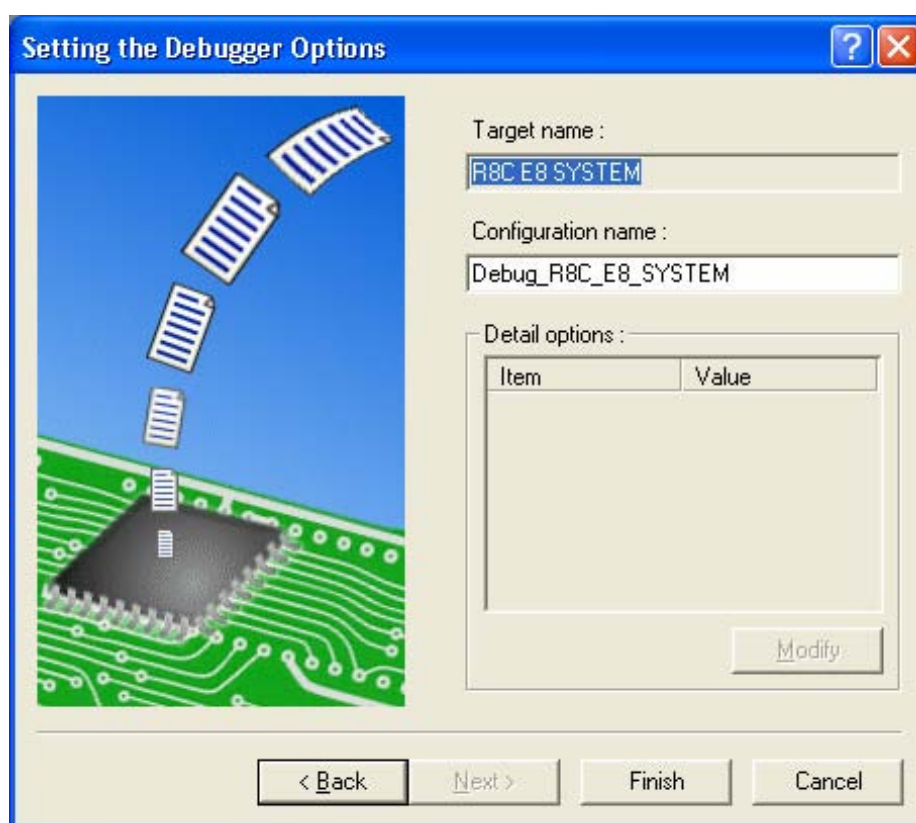 Setting the Debugger Options
Target name :
R8C E8 SYSTEM
Configuration name :
Debug_R8C_E8_SYSTEM
Detail options :
Item Value
Modify
< Back Next > Finish Cancel